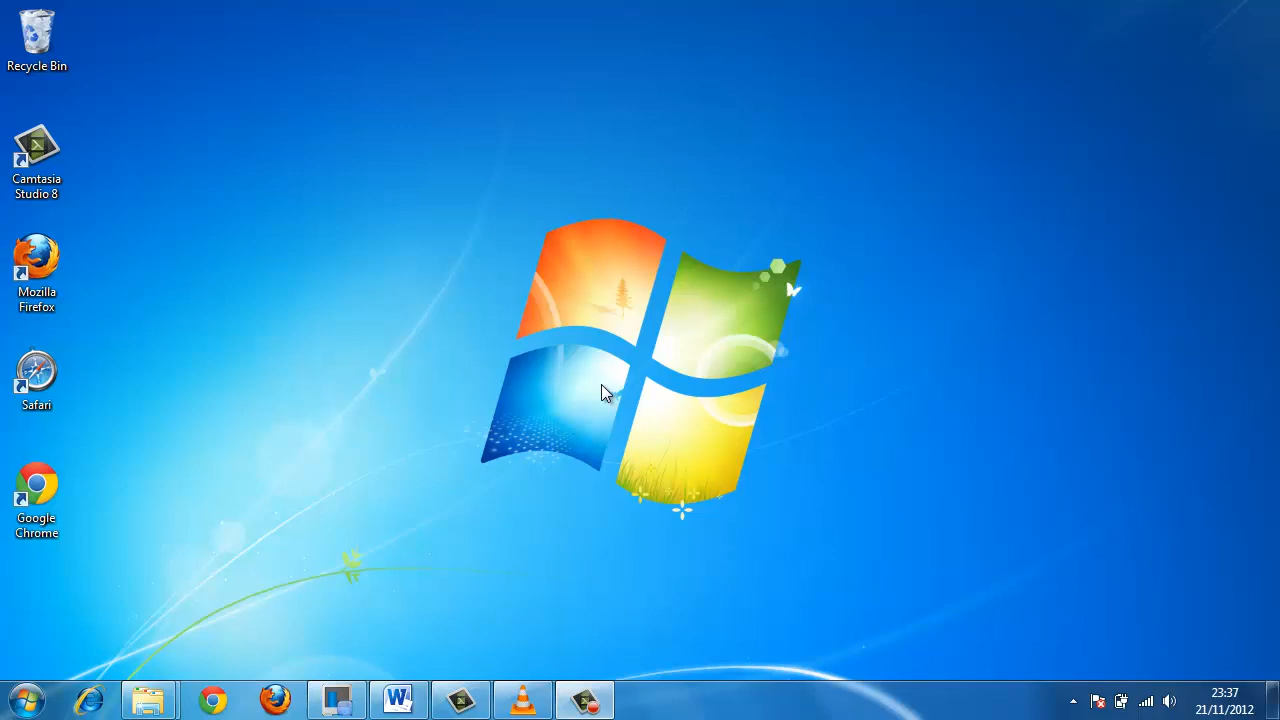 Recycle Bin
Camtasia
Studio 8
Mozilla
Firefox
Safari
Google
Chrome
23:37
21/11/2012